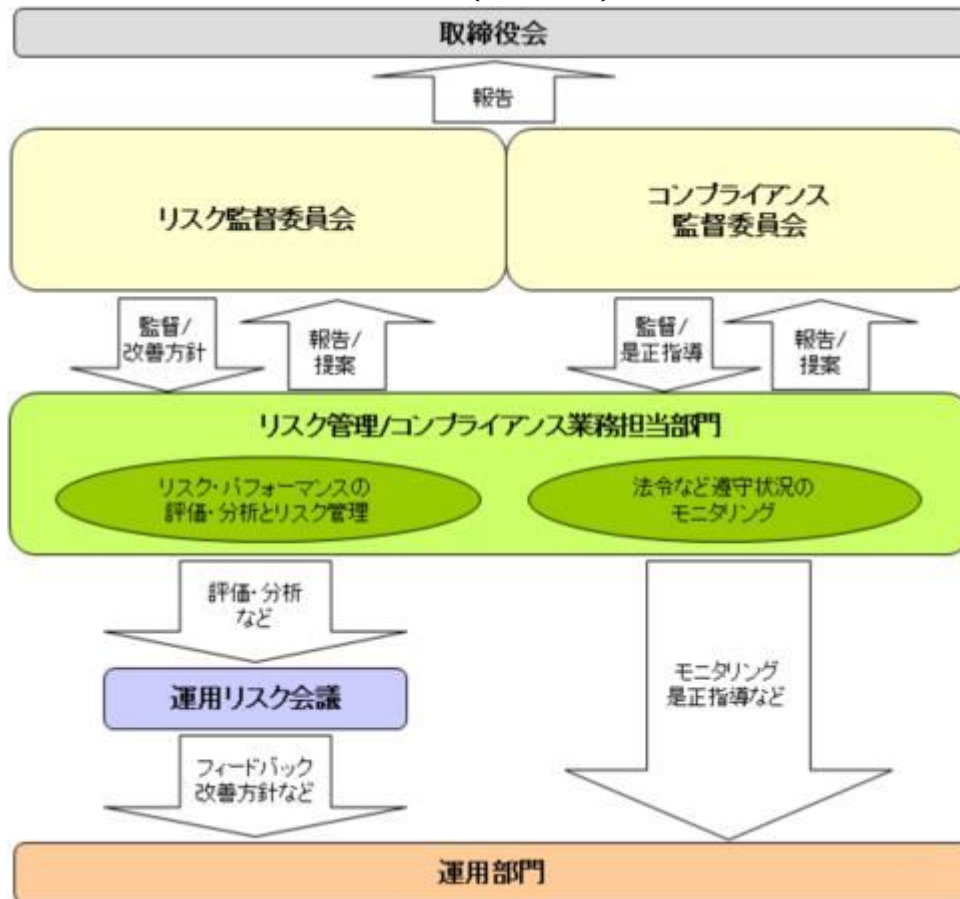 取締役会
報告
リスク監督委員会
コンプライアンス
監督委員会
監督/
改善方針
報告/
提案
監督/
是正指導
報告/
提案
リスク管理/コンプライアンス業務担当部門
リスク・パフォーマンスの
評価・分析とリスク管理
法令など遵守状況の
モニタリング
評価・分析
など
運用リスク会議
モニタリング
是正指導など
フィードバック
改善方針など
運用部門